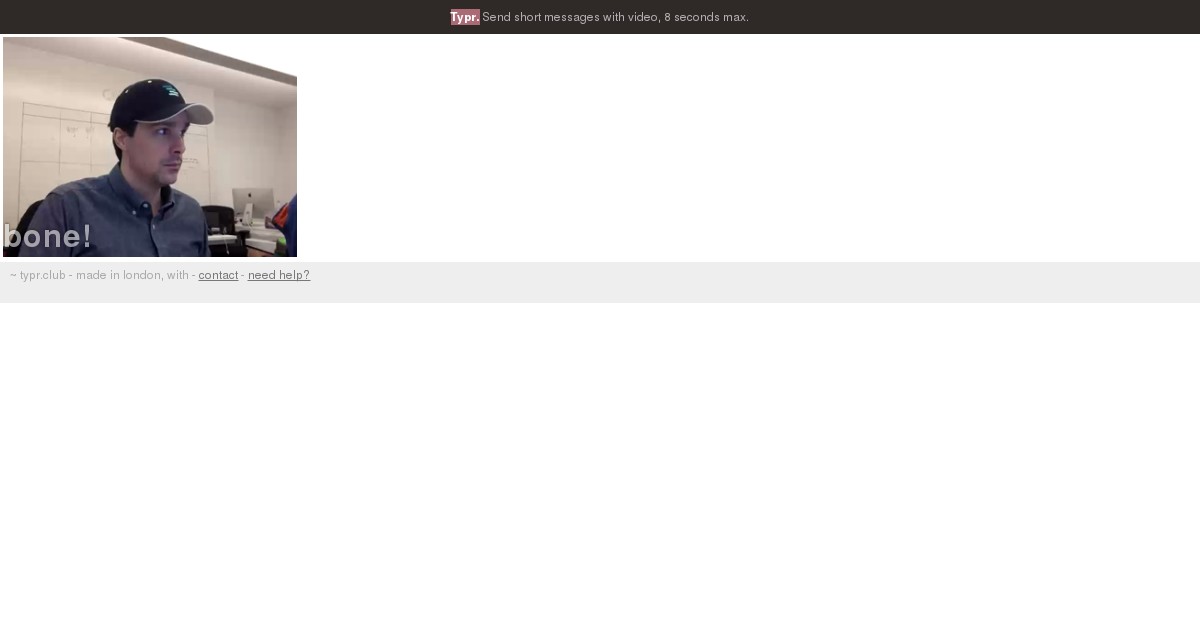 Typr. Send short messages with video, 8 seconds max.
bone!
~ typr.club - made in london, with - contact - need help?